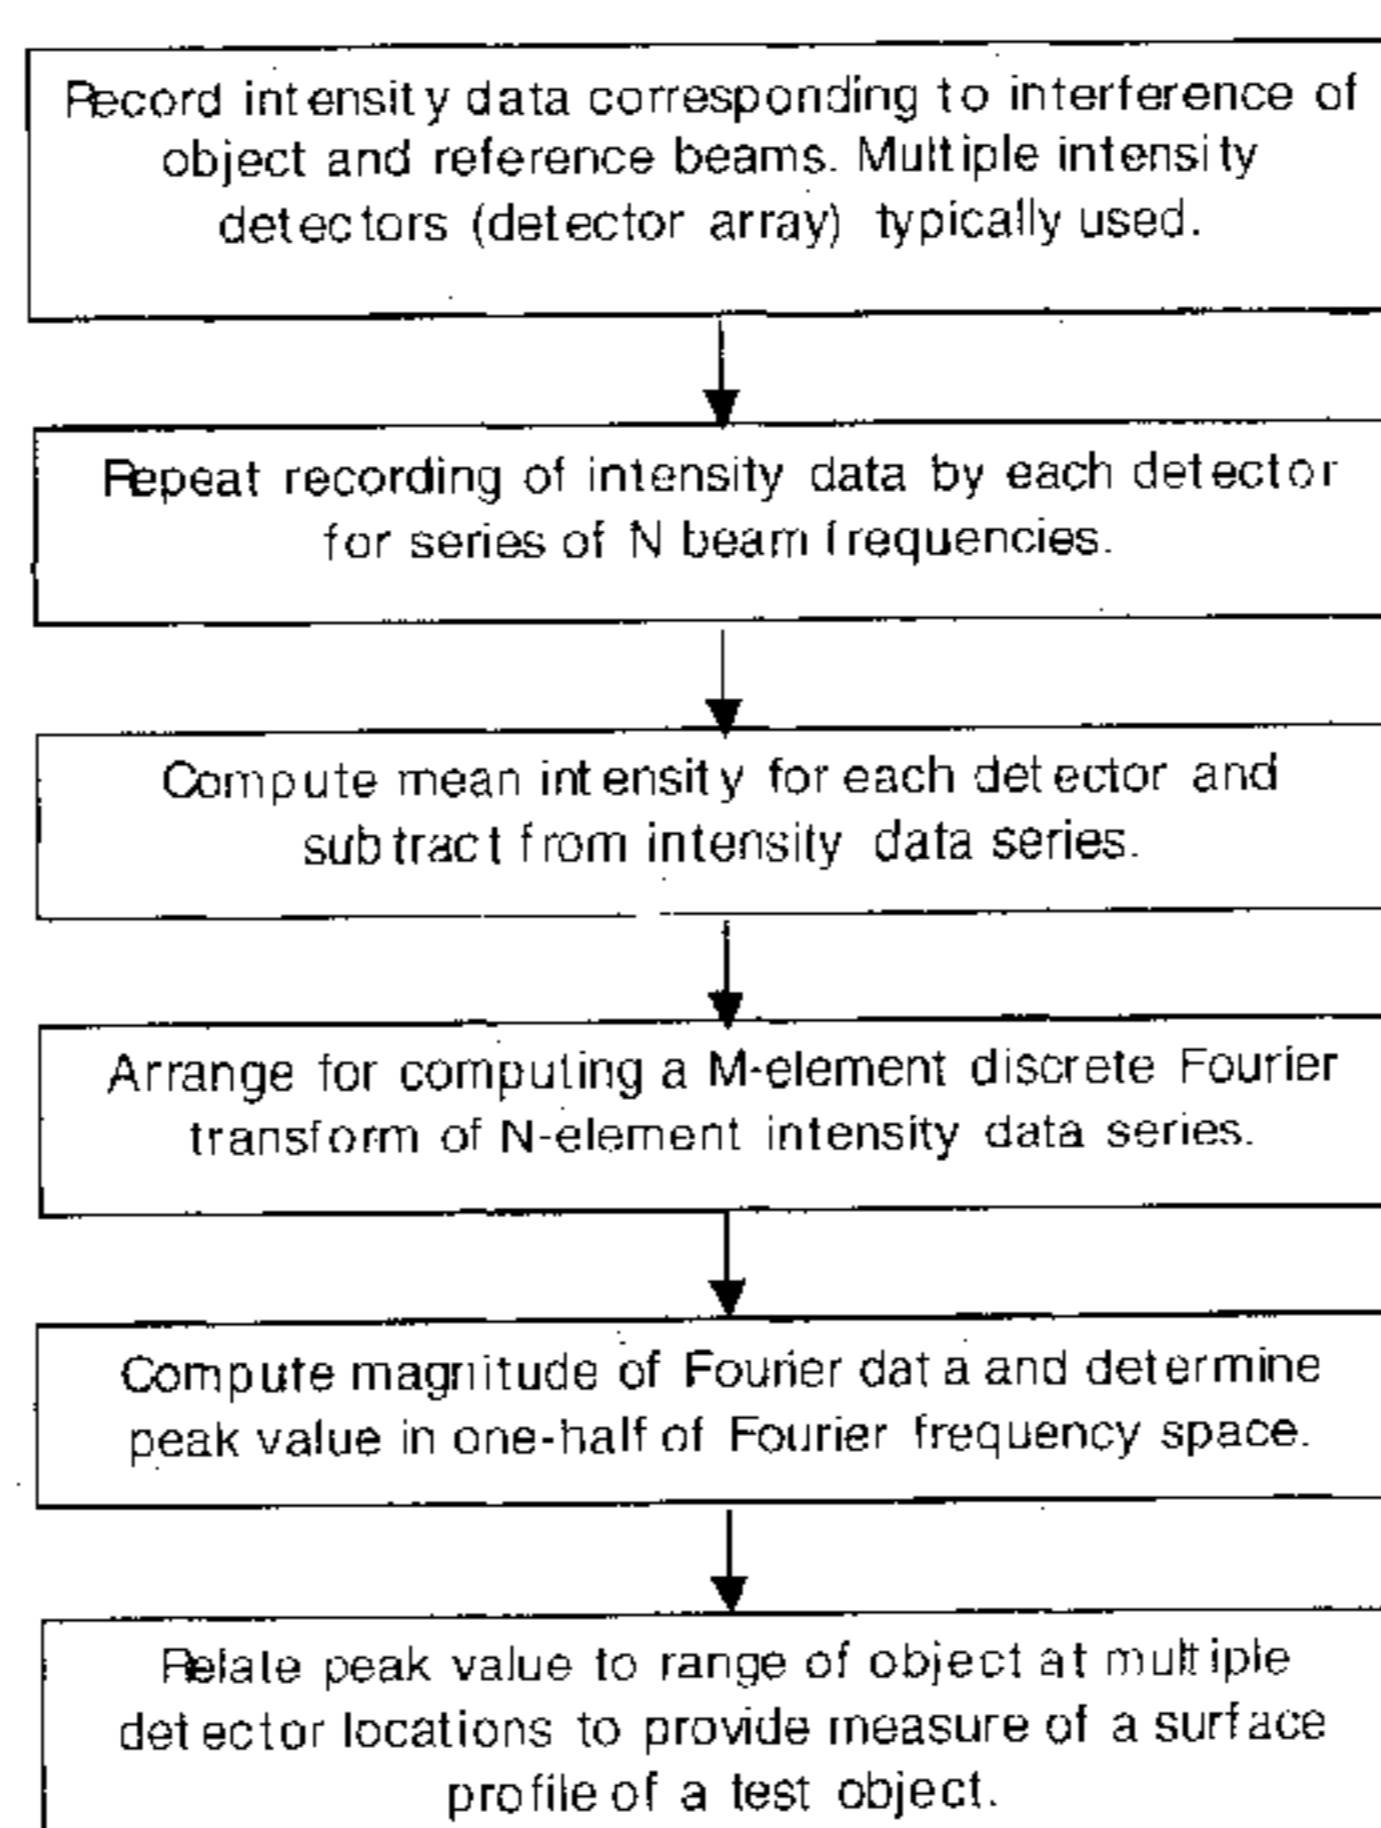 Record intensity data corresponding to interference of
object and reference beams. Multiple intensity
detectors (detector array) typically used.
Repeat recording of intensity data by each detector
for series of N beam frequencies.
Compute mean intensity for each detector and
subtract from intensity data series.
Arrange for computing a M-element discrete Fourier
transform of N-element intensity data series.
Compute magnitude of Fourier data and determine
peak value in one-half of Fourier frequency space.
Relate peak value to range of object at multiple
detector locations to provide measure of a surface
profile of a test object.